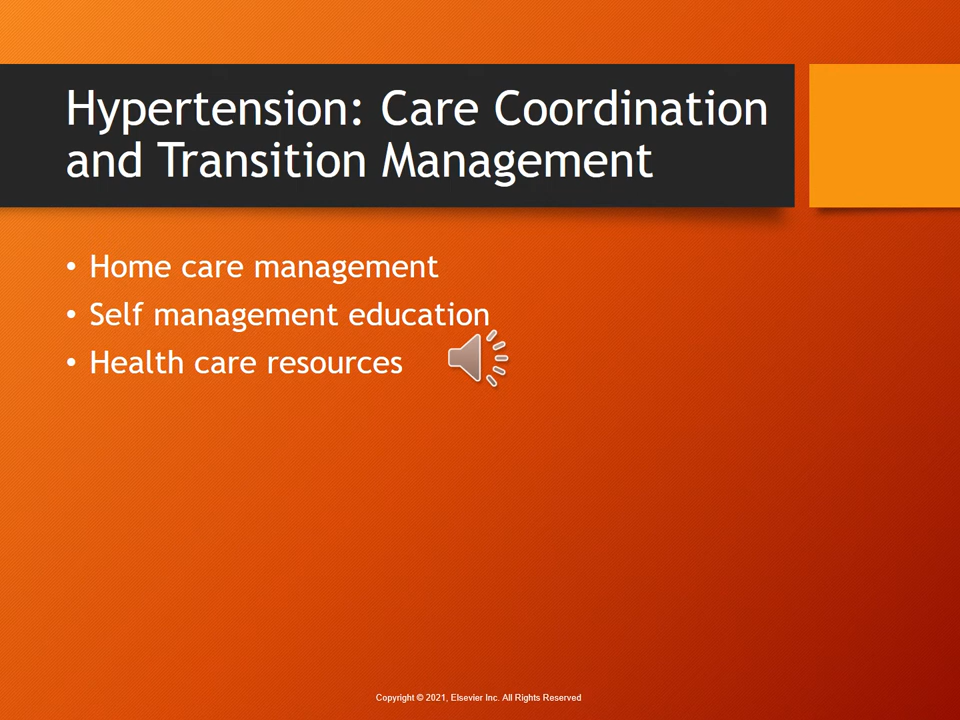 Hypertension: Care Coordination
and Transition Management
• Home care management
• Self management education
• Health care resources
Copyright © 2021, Elsevier Inc. All Rights Reserved